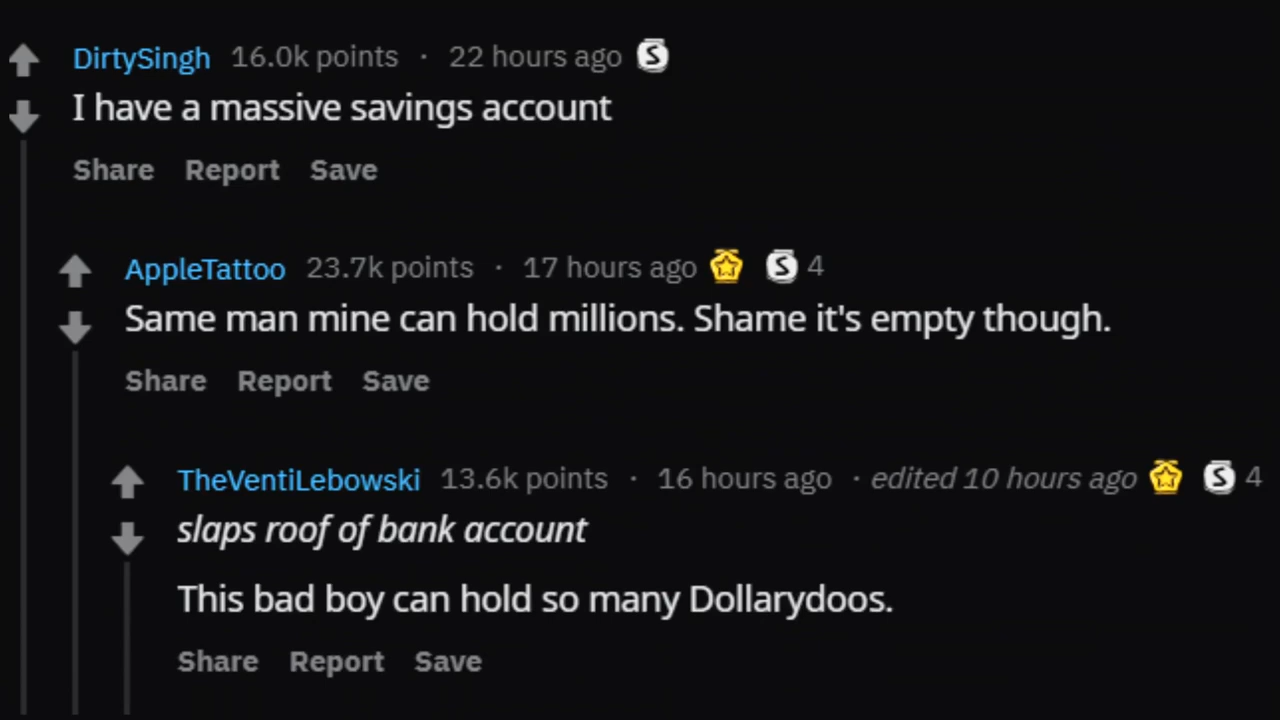 DirtySingh 16.0k points · 22 hours ago S
I have a massive savings account
Share Report Save
AppleTattoo 23.7k points · 17 hours ago S 4
Same man mine can hold millions. Shame it's empty though.
Share Report Save
TheVentiLebowski 13.6k points · 16 hours ago · edited 10 hours ago S 4
slaps roof of bank account
This bad boy can hold so many Dollarydoos.
Share Report Save